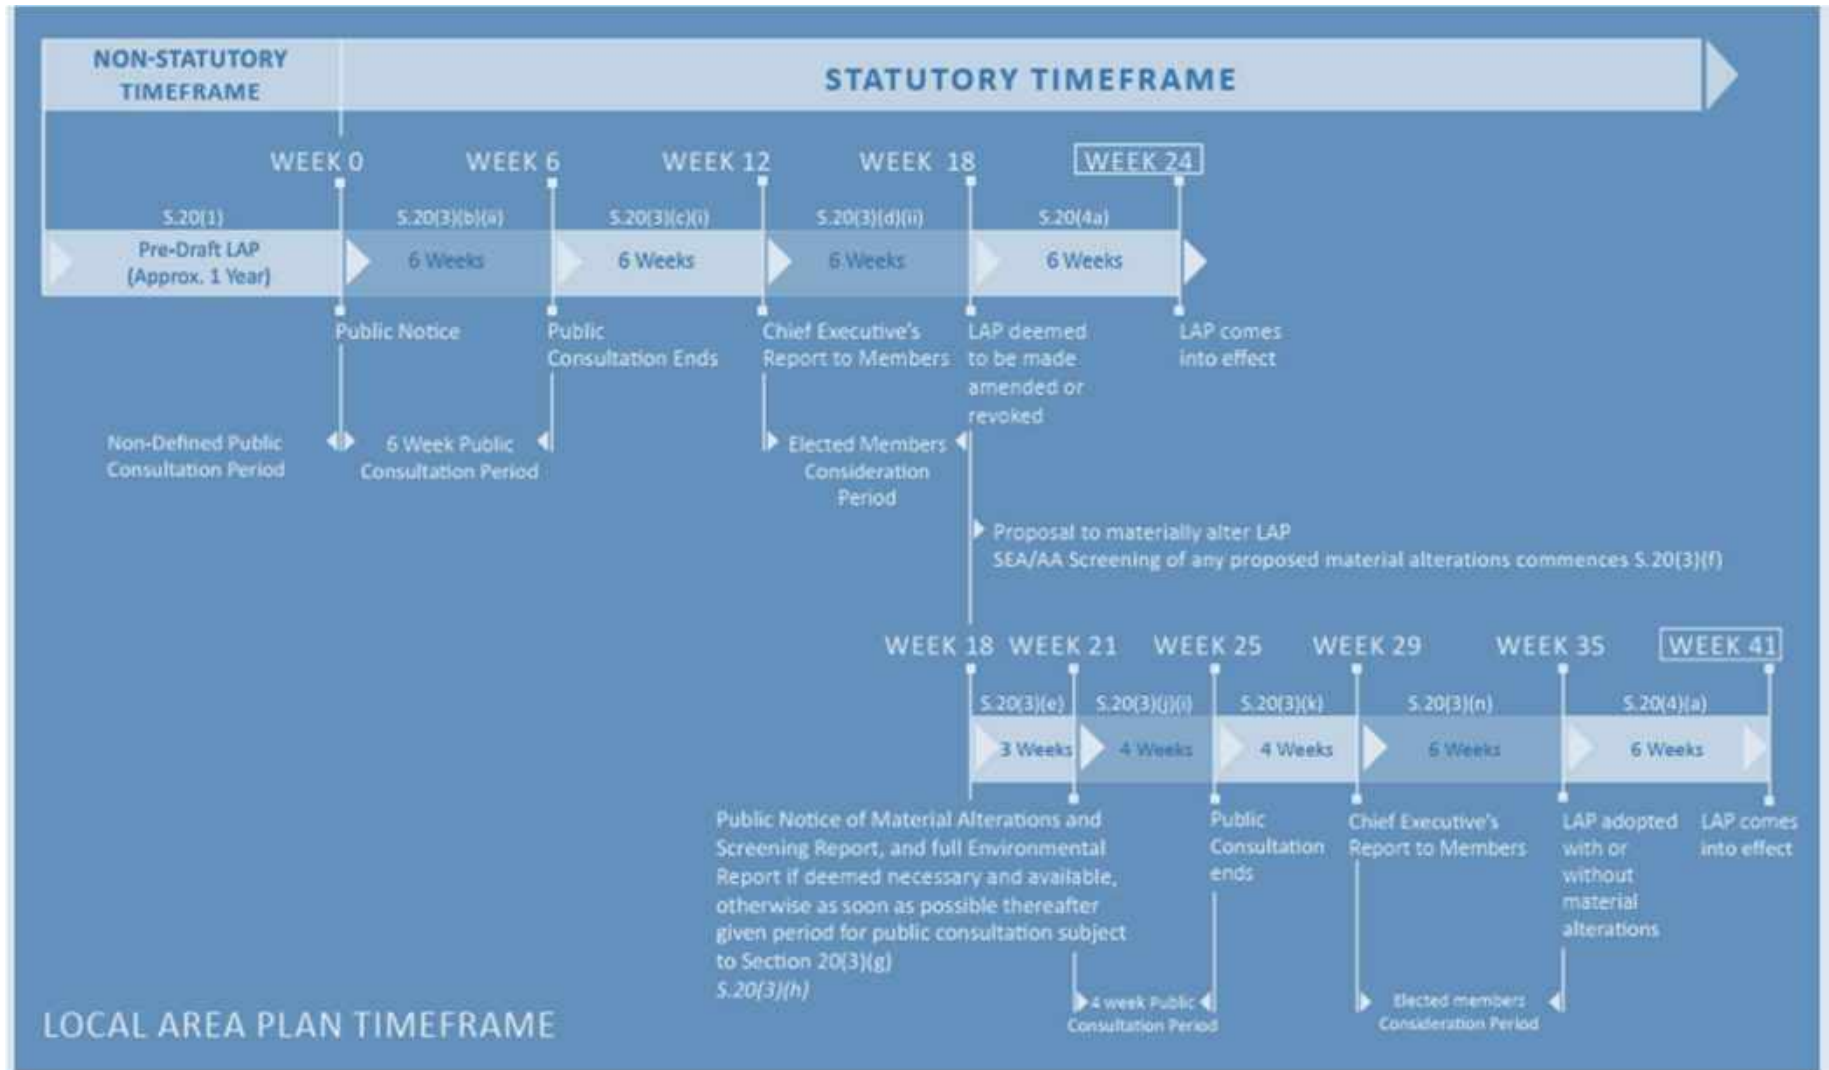 NON-STATUTORY
TIMEFRAME
STATUTORY TIMEFRAME
WEEK 0
WEEK 6
WEEK 12
WEEK 18
WEEK 24
S.20(1)
S.20(3)(b)(ii)
S.20(3)(c)(i)
S.20(3)(d)(ii)
S.20(4a)
Pre-Draft LAP
(Approx. 1 Year)
6 Weeks
6 Weeks
6 Weeks
6 Weeks
Public Notice
Public
Consultation Ends
Chief Executive's
Report to Members
LAP deemed
to be made
amended or
revoked
LAP comes
into effect
Non-Defined Public
Consultation Period
6 Week Public
Consultation Period
Elected Members
Consideration
Period
Proposal to materially alter LAP
SEA/AA Screening of any proposed material alterations commences S.20(3)(f)
WEEK 18
WEEK 21
WEEK 25
WEEK 29
WEEK 35
WEEK 41
S.20(3)(e)
S.20(3)(j)(i)
S.20(3)(k)
S.20(3)(n)
S.20(4)(a)
3 Weeks
4 Weeks
4 Weeks
6 Weeks
6 Weeks
Public Notice of Material Alterations and
Screening Report, and full Environmental
Report if deemed necessary and available,
otherwise as soon as possible thereafter
given period for public consultation subject
to Section 20(3)(g)
S.20(3)(h)
Public
Consultation
ends
Chief Executive's
Report to Members
LAP adopted
with or
without
material
alterations
LAP comes
into effect
4 week Public
Consultation Period
Elected members
Consideration Period
LOCAL AREA PLAN TIMEFRAME